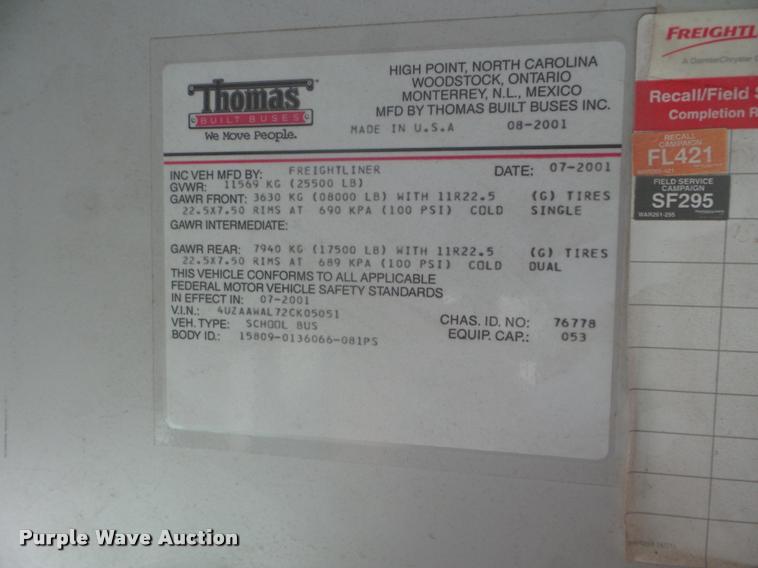 Thomas
BUILT BUSES
We Move People.
HIGH POINT, NORTH CAROLINA
WOODSTOCK, ONTARIO
MONTERREY, N.L., MEXICO
MFD BY THOMAS BUILT BUSES INC.
MADE IN U.S.A 08-2001
INC VEH MFD BY: FREIGHTLINER DATE: 07-2001
GVWR: 11569 KG (25500 LB)
GAWR FRONT: 3630 KG (08000 LB) WITH 11R22.5 (G) TIRES
22.5X7.50 RIMS AT 690 KPA (100 PSI) COLD SINGLE
GAWR INTERMEDIATE:
GAWR REAR: 7940 KG (17500 LB) WITH 11R22.5 (G) TIRES
22.5X7.50 RIMS AT 689 KPA (100 PSI) COLD DUAL
THIS VEHICLE CONFORMS TO ALL APPLICABLE
FEDERAL MOTOR VEHICLE SAFETY STANDARDS
IN EFFECT IN: 07-2001
V.I.N.: 4UZAAWAL72CK05051 CHAS. ID. NO: 76778
VEH. TYPE: SCHOOL BUS EQUIP. CAP.: 053
BODY ID.: 15809-0136066-081PS
FREIGHTL
A DaimlerChrysler
Recall/Field S
Completion R
RECALL
CAMPAIGN
FL421
FIELD SERVICE
CAMPAIGN
SF295
WAR261-295
Purple Wave Auction